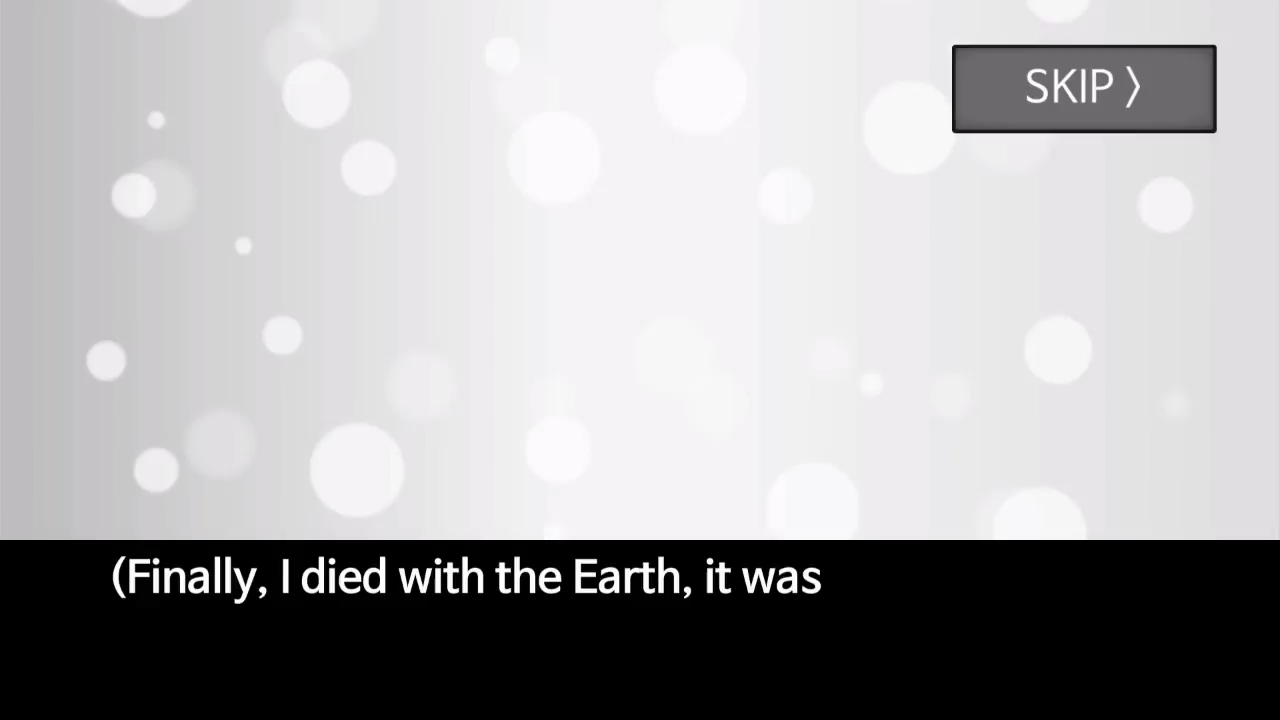 SKIP 〉
(Finally, I died with the Earth, it was